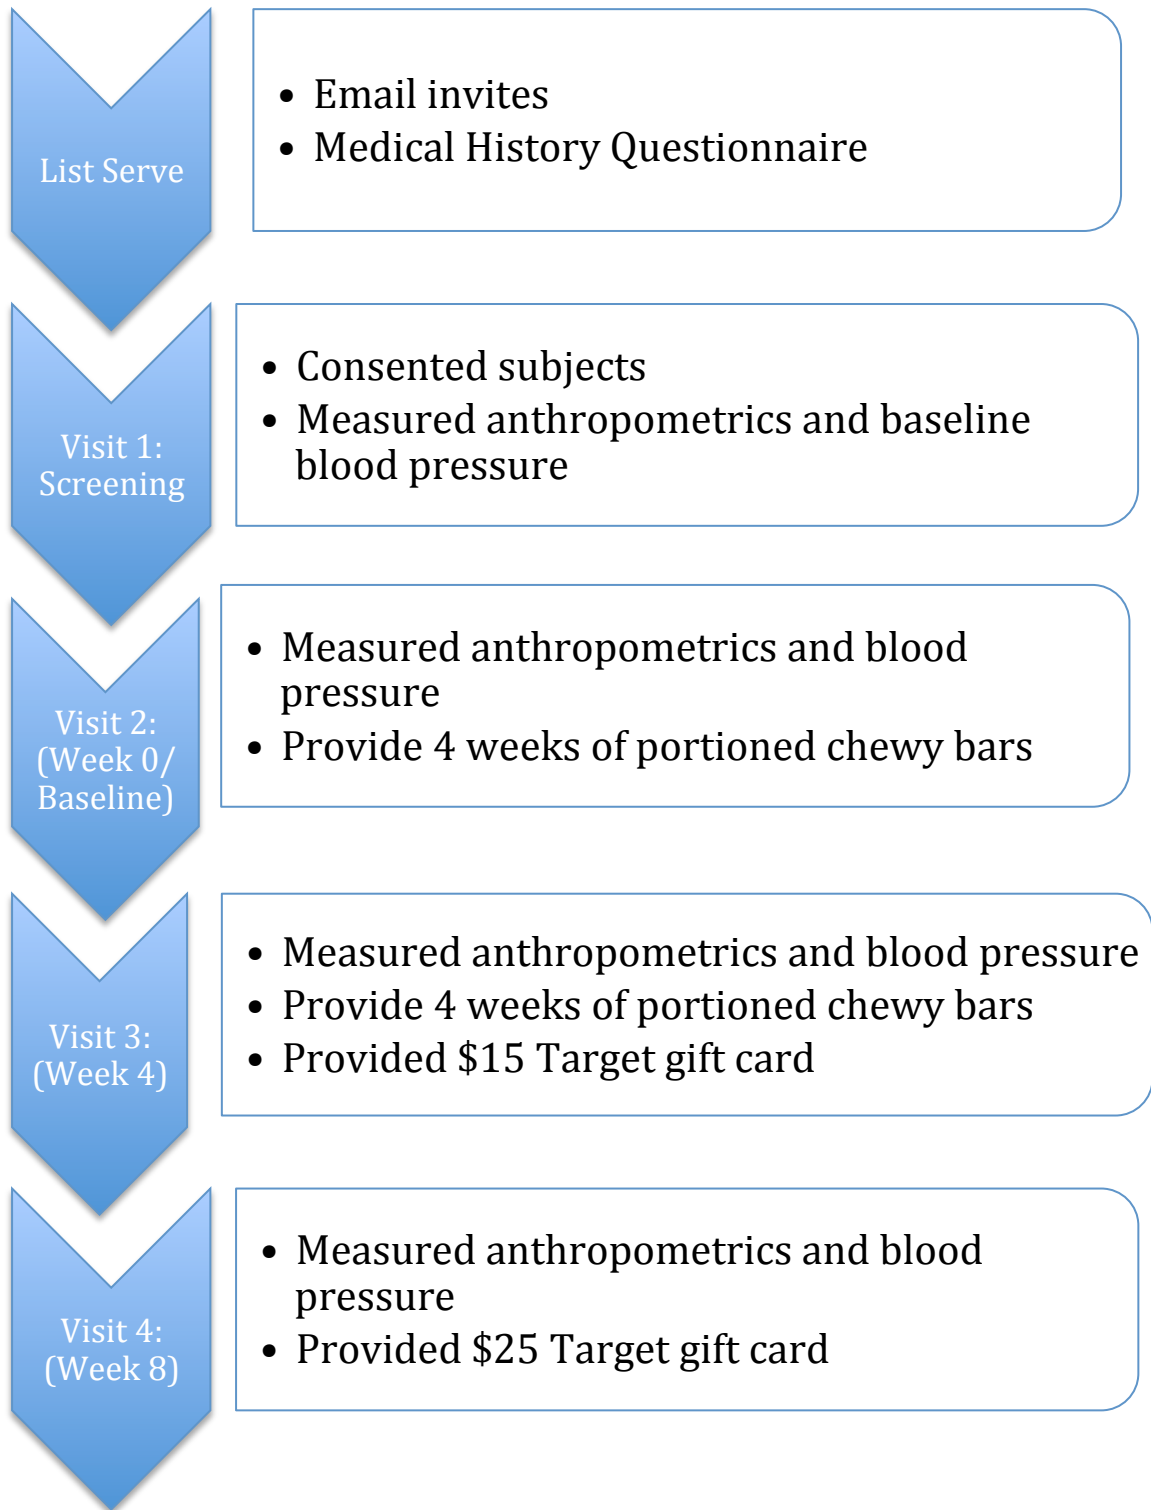 List Serve
• Email invites
• Medical History Questionnaire
Visit 1:
Screening
• Consented subjects
• Measured anthropometrics and baseline
blood pressure
Visit 2:
(Week 0/
Baseline)
• Measured anthropometrics and blood
pressure
• Provide 4 weeks of portioned chewy bars
Visit 3:
(Week 4)
• Measured anthropometrics and blood pressure
• Provide 4 weeks of portioned chewy bars
• Provided $15 Target gift card
Visit 4:
(Week 8)
• Measured anthropometrics and blood
pressure
• Provided $25 Target gift card